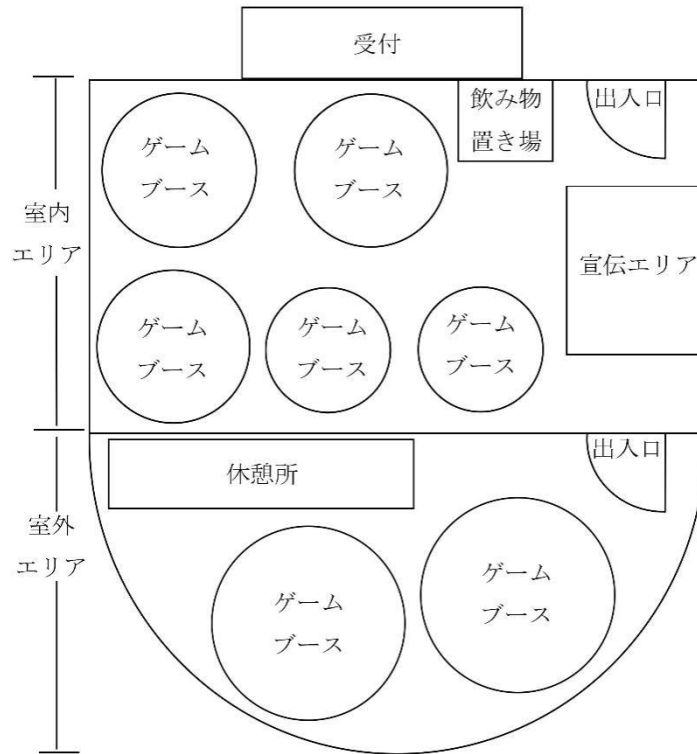 受付
飲み物
置き場
出入口
ゲーム
ブース
ゲーム
ブース
室内
エリア
宣伝エリア
ゲーム
ブース
ゲーム
ブース
ゲーム
ブース
出入口
休憩所
室外
エリア
ゲーム
ブース
ゲーム
ブース